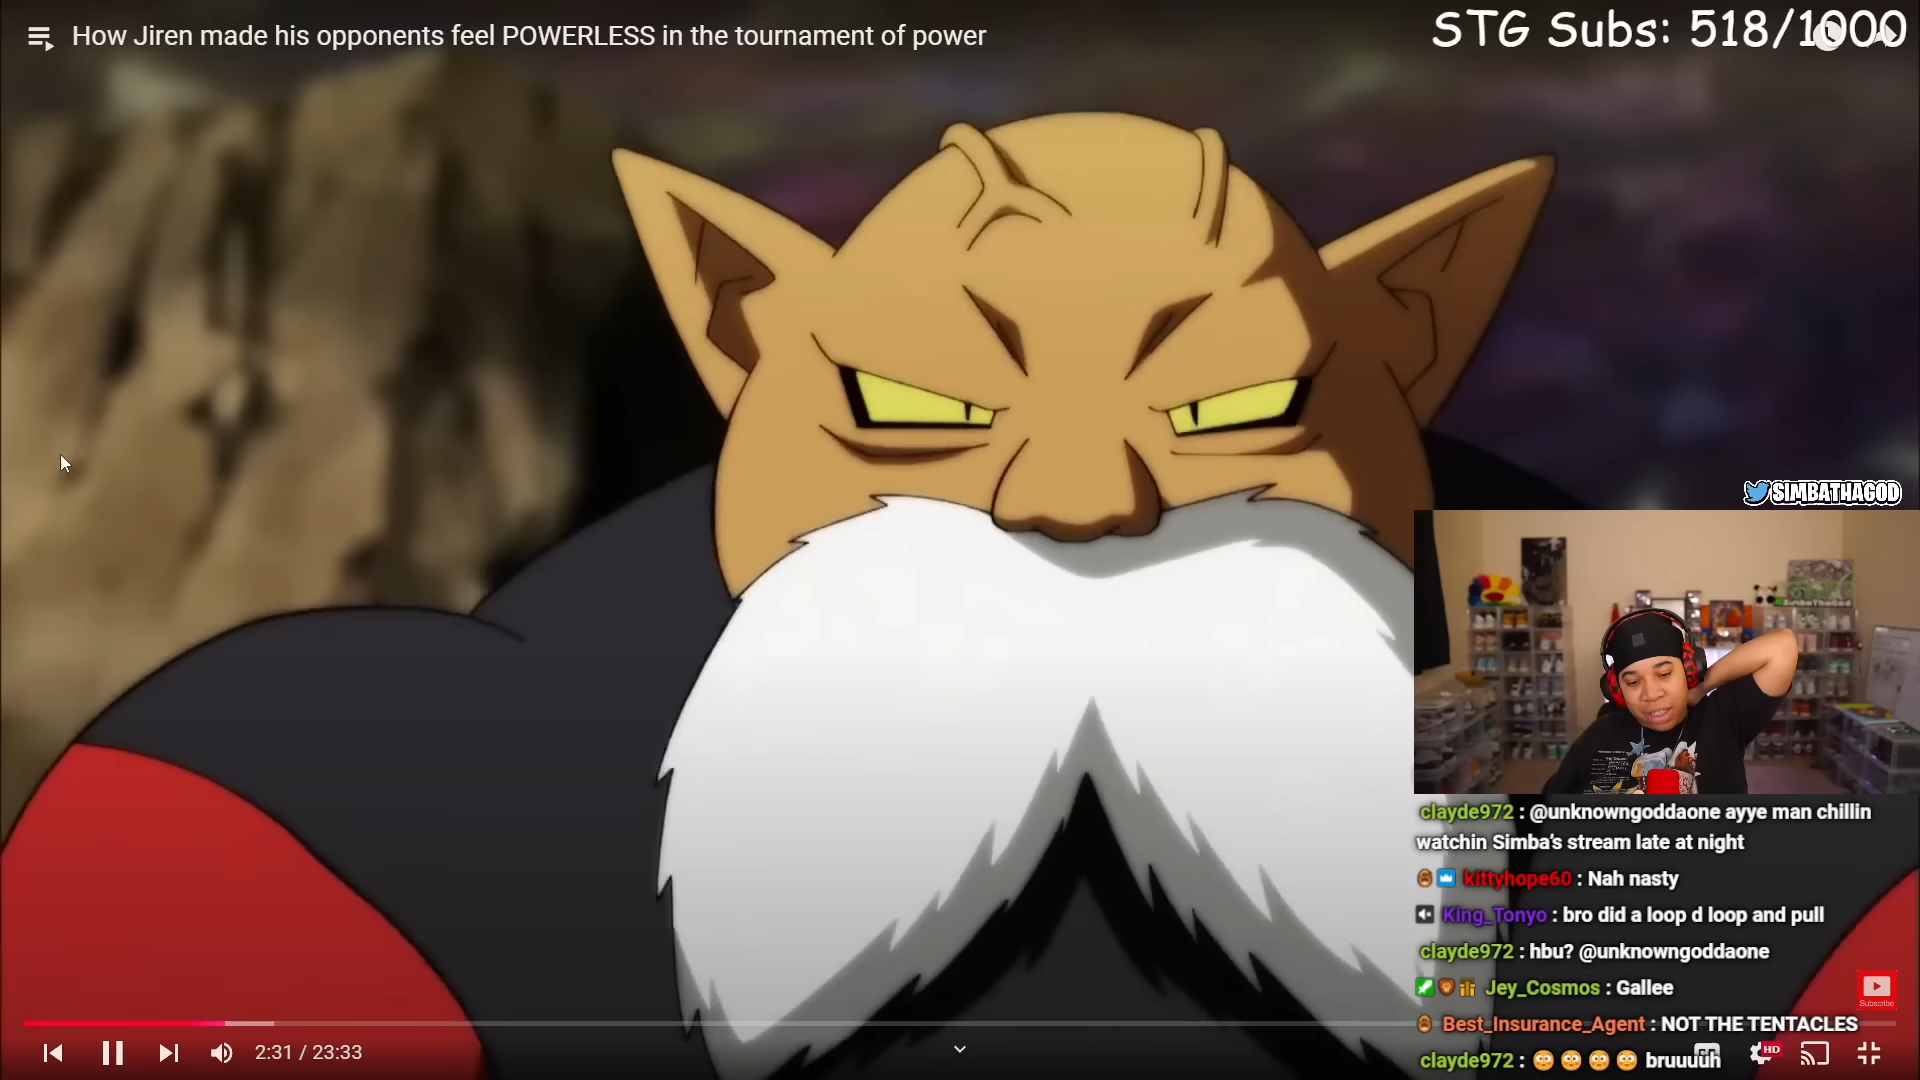 How Jiren made his opponents feel POWERLESS in the tournament of power
STG Subs: 518/1000
SIMBATHAGOD
clayde972 : @unknowngoddaone ayye man chillin
watchin Simba's stream late at night
kittyhope60 : Nah nasty
King_Tonyo : bro did a loop d loop and pull
clayde972 : hbu? @unknowngoddaone
Jey_Cosmos : Gallee
Subscribe
Best_Insurance_Agent : NOT THE TENTACLES
2:31 / 23:33
HD
clayde972 : 😳 😳 😳 😳 bruuuuh